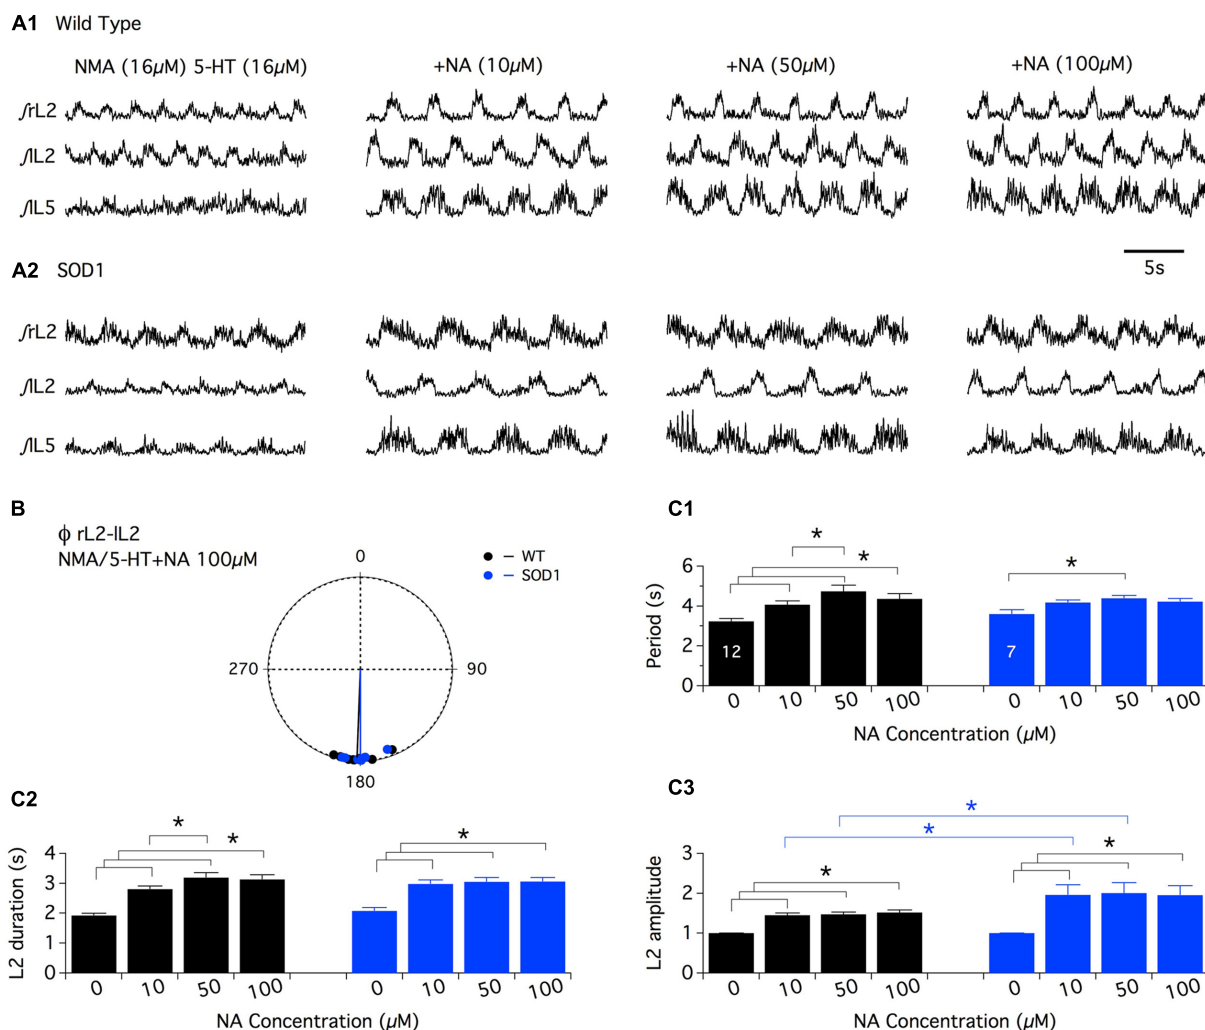 A1 Wild Type
NMA (16µM) 5-HT (16µM)
+NA (10µM)
+NA (50µM)
+NA (100µM)
∫rL2
∫lL2
∫lL5
5s
A2 SOD1
∫rL2
∫lL2
∫lL5
B
ϕ rL2-lL2
NMA/5-HT+NA 100µM
0
90
180
270
WT
SOD1
C1
*
*
*
Period (s)
6
4
2
0
12
7
0 10 50 100 0 10 50 100
NA Concentration (µM)
C2
*
*
*
L2 duration (s)
4
3
2
1
0
0 10 50 100 0 10 50 100
NA Concentration (µM)
C3
*
*
*
*
L2 amplitude
3
2
1
0
0 10 50 100 0 10 50 100
NA Concentration (µM)